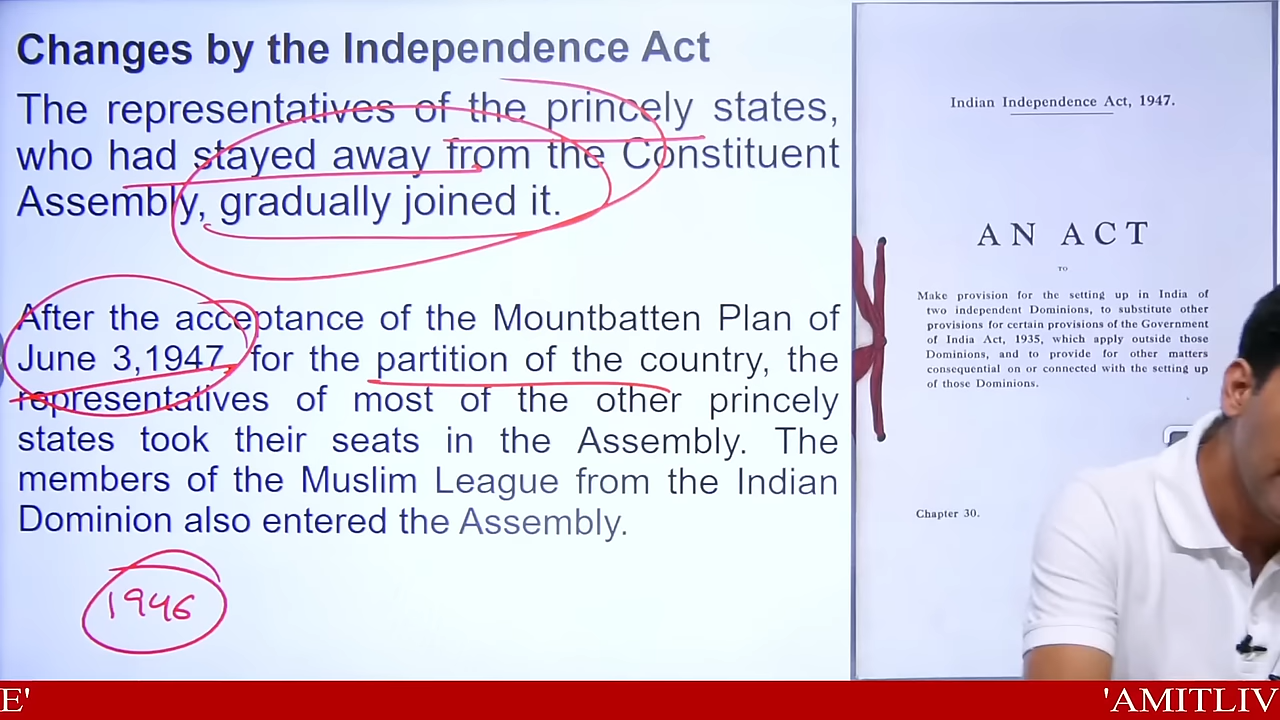 Changes by the Independence Act
The representatives of the princely states,
who had stayed away from the Constituent
Assembly, gradually joined it.
After the acceptance of the Mountbatten Plan of
June 3,1947, for the partition of the country, the
representatives of most of the other princely
states took their seats in the Assembly. The
members of the Muslim League from the Indian
Dominion also entered the Assembly.
1946
Indian Independence Act, 1947.
AN ACT
TO
Make provision for the setting up in India of
two independent Dominions, to substitute other
provisions for certain provisions of the Government
of India Act, 1935, which apply outside those
Dominions, and to provide for other matters
consequential on or connected with the setting up
of those Dominions.
Chapter 30.
E' 'AMITLIV